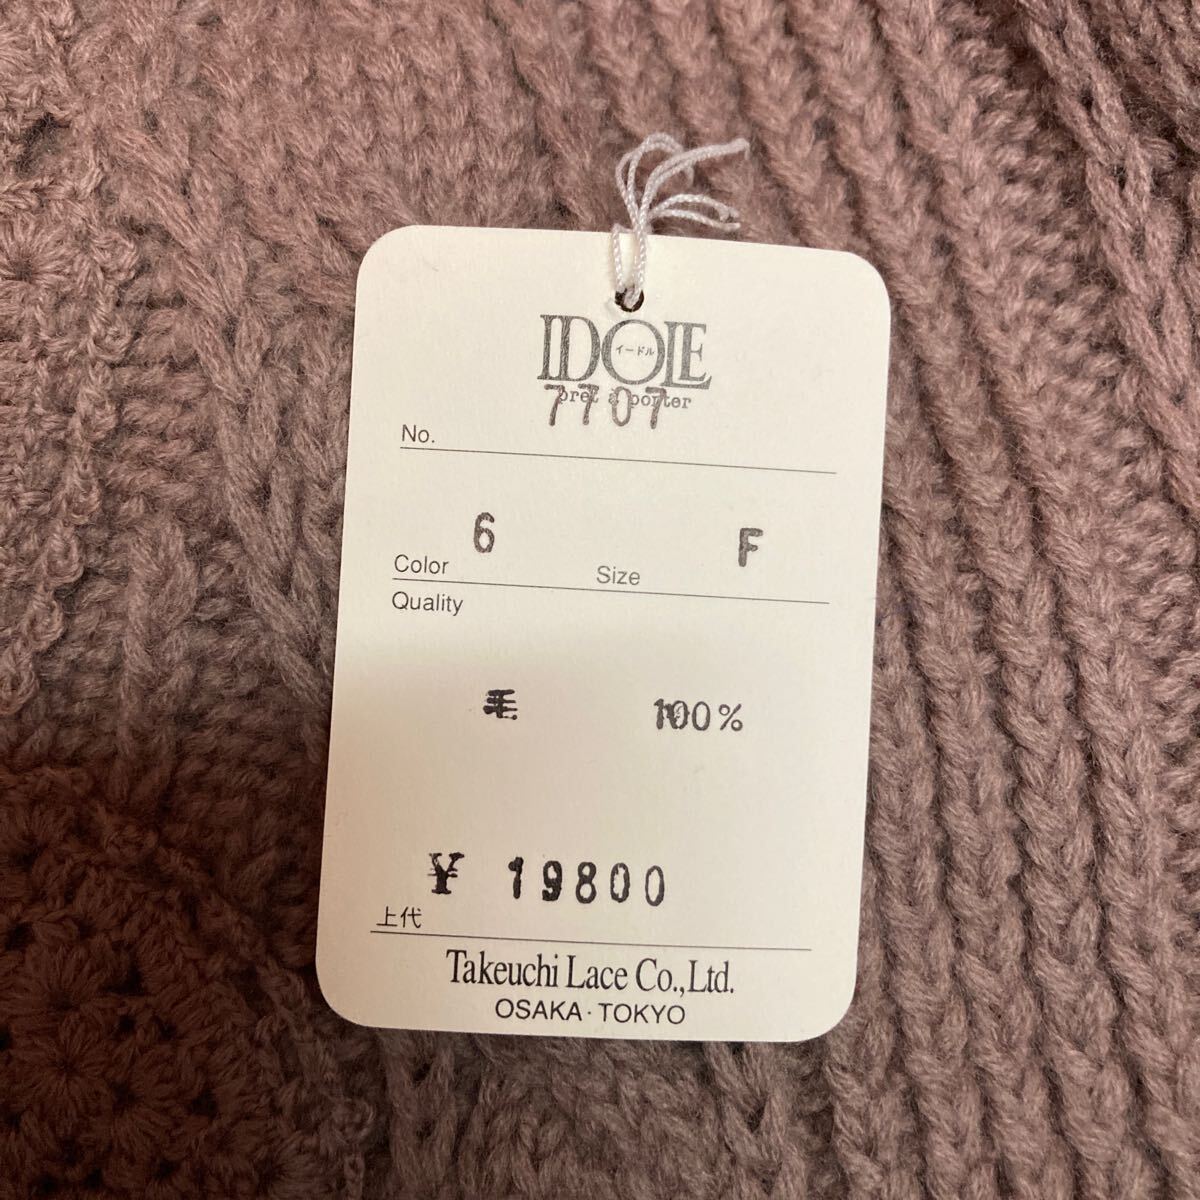 IDOLE
イードル
pret a porter
7707
No.
6 F
Color Size
Quality
毛 100%
¥ 19800
上代
Takeuchi Lace Co.,Ltd.
OSAKA・TOKYO